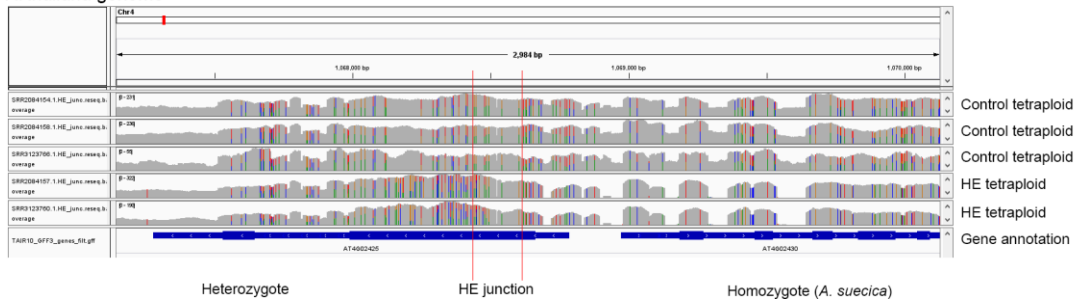 Chr4
2,984 bp
1,068,000 bp 1,069,000 bp 1,070,000 bp
SRR2084154.1.HE_junc.reseq.b.
overage
Control tetraploid
SRR2084158.1.HE_junc.reseq.b.
overage
Control tetraploid
SRR3123766.1.HE_junc.reseq.b.
overage
Control tetraploid
SRR2084157.1.HE_junc.reseq.b.
overage
HE tetraploid
SRR3123760.1.HE_junc.reseq.b.
overage
HE tetraploid
TAIR10_GFF3_genes_filt.gff
Gene annotation
AT4G02425 AT4G02430
Heterozygote HE junction Homozygote (A. suecica)